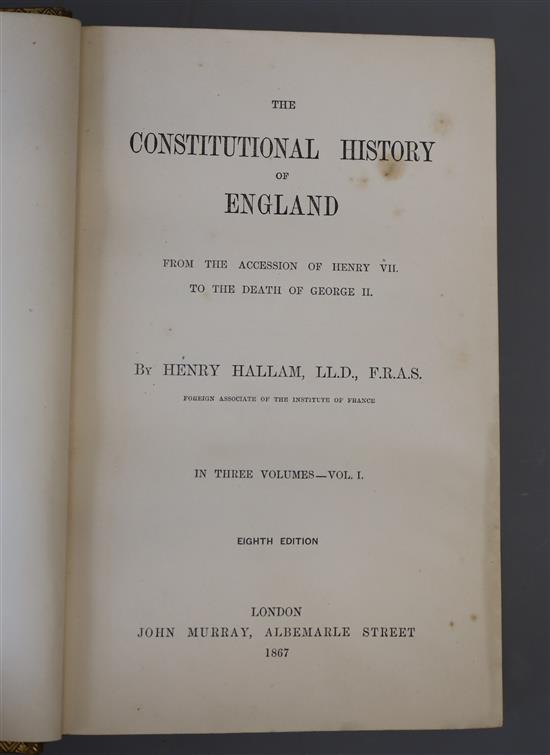 THE
CONSTITUTIONAL HISTORY
OF
ENGLAND
FROM THE ACCESSION OF HENRY VII.
TO THE DEATH OF GEORGE II.
BY HENRY HALLAM, LL.D., F.R.A.S.
FOREIGN ASSOCIATE OF THE INSTITUTE OF FRANCE
IN THREE VOLUMES—VOL. I.
EIGHTH EDITION
LONDON
JOHN MURRAY, ALBEMARLE STREET
1867